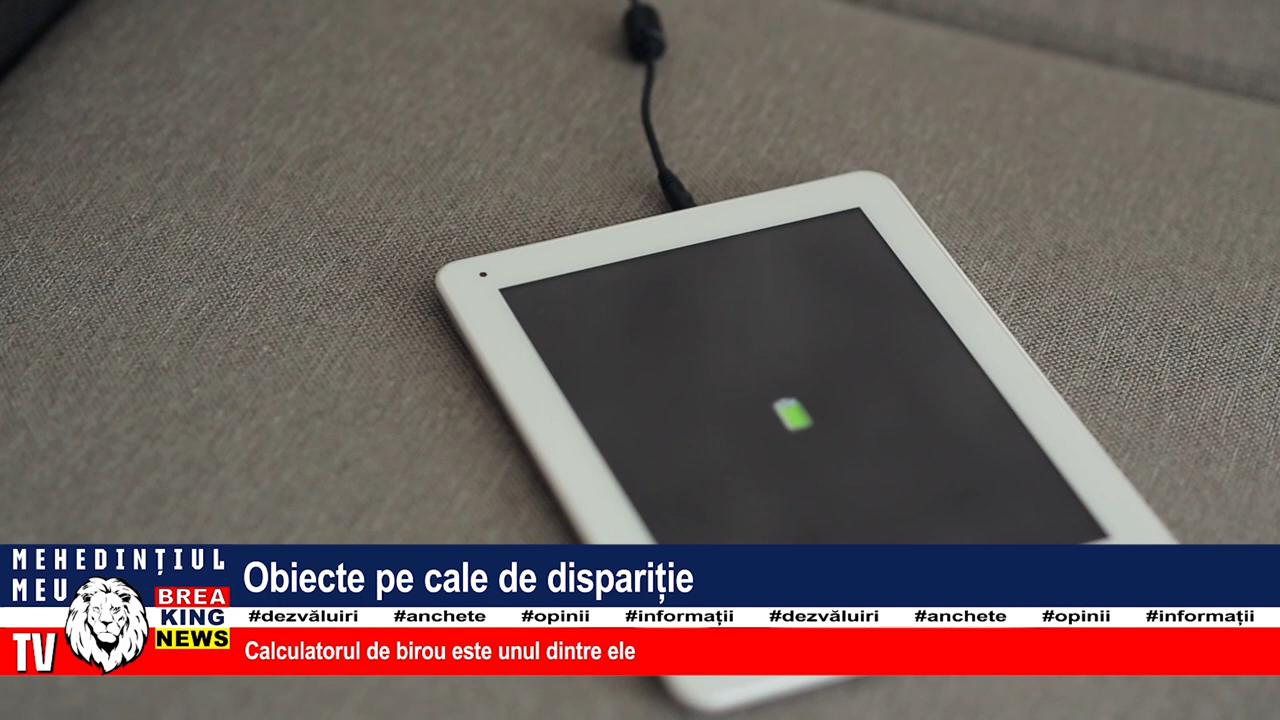 MEHEDINȚIUL
MEU
TV
BREA
KING
NEWS
Obiecte pe cale de dispariție
#dezvăluiri #anchete #opinii #informații #dezvăluiri #anchete #opinii #informații
Calculatorul de birou este unul dintre ele